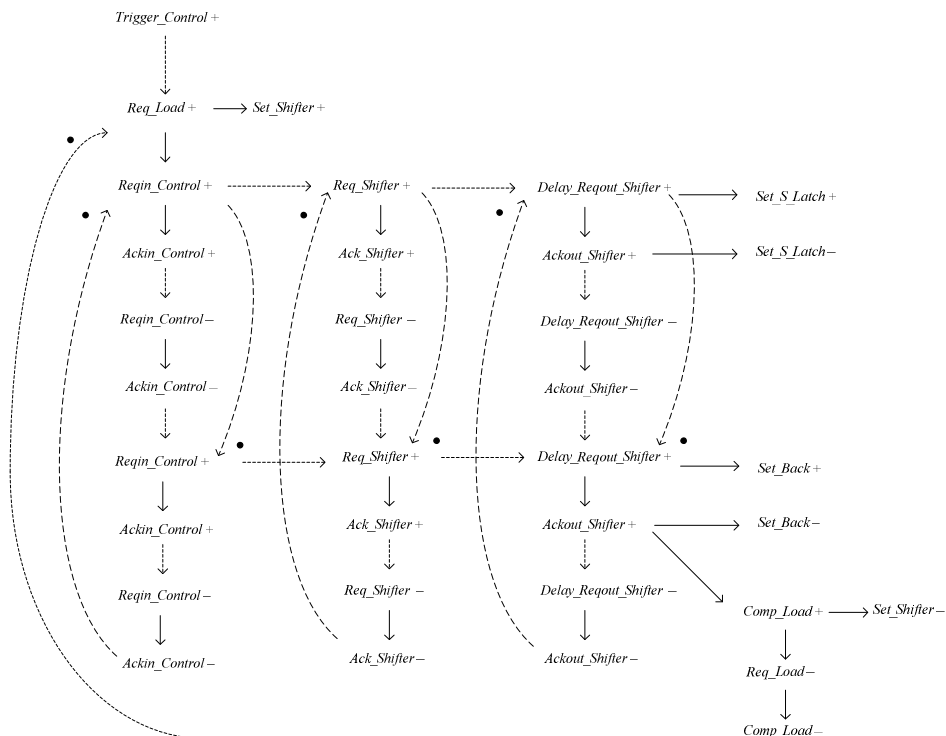 Trigger_Control +
Req_Load + Set_Shifter +
Reqin_Control + Req_Shifter + Delay_Reqout_Shifter + Set_S_Latch +
Ackin_Control + Ack_Shifter + Ackout_Shifter + Set_S_Latch –
Reqin_Control – Req_Shifter – Delay_Reqout_Shifter –
Ackin_Control – Ack_Shifter – Ackout_Shifter –
Reqin_Control + Req_Shifter + Delay_Reqout_Shifter + Set_Back +
Ackin_Control + Ack_Shifter + Ackout_Shifter + Set_Back –
Reqin_Control – Req_Shifter – Delay_Reqout_Shifter –
Comp_Load + Set_Shifter –
Ackin_Control – Ack_Shifter – Ackout_Shifter –
Req_Load –
Comp_Load –